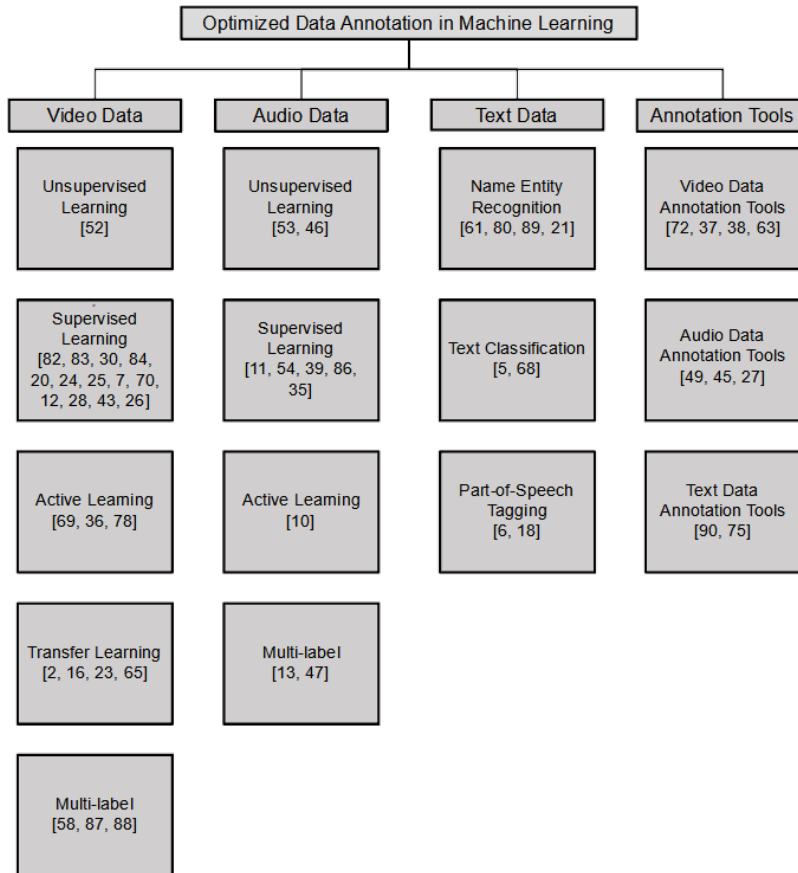 Optimized Data Annotation in Machine Learning
Video Data
Audio Data
Text Data
Annotation Tools
Unsupervised
Learning
[52]
Unsupervised
Learning
[53, 46]
Name Entity
Recognition
[61, 80, 89, 21]
Video Data
Annotation Tools
[72, 37, 38, 63]
Supervised
Learning
[82, 83, 30, 84,
20, 24, 25, 7, 70,
12, 28, 43, 26]
Supervised
Learning
[11, 54, 39, 86,
35]
Text Classification
[5, 68]
Audio Data
Annotation Tools
[49, 45, 27]
Active Learning
[69, 36, 78]
Active Learning
[10]
Part-of-Speech
Tagging
[6, 18]
Text Data
Annotation Tools
[90, 75]
Transfer Learning
[2, 16, 23, 65]
Multi-label
[13, 47]
Multi-label
[58, 87, 88]